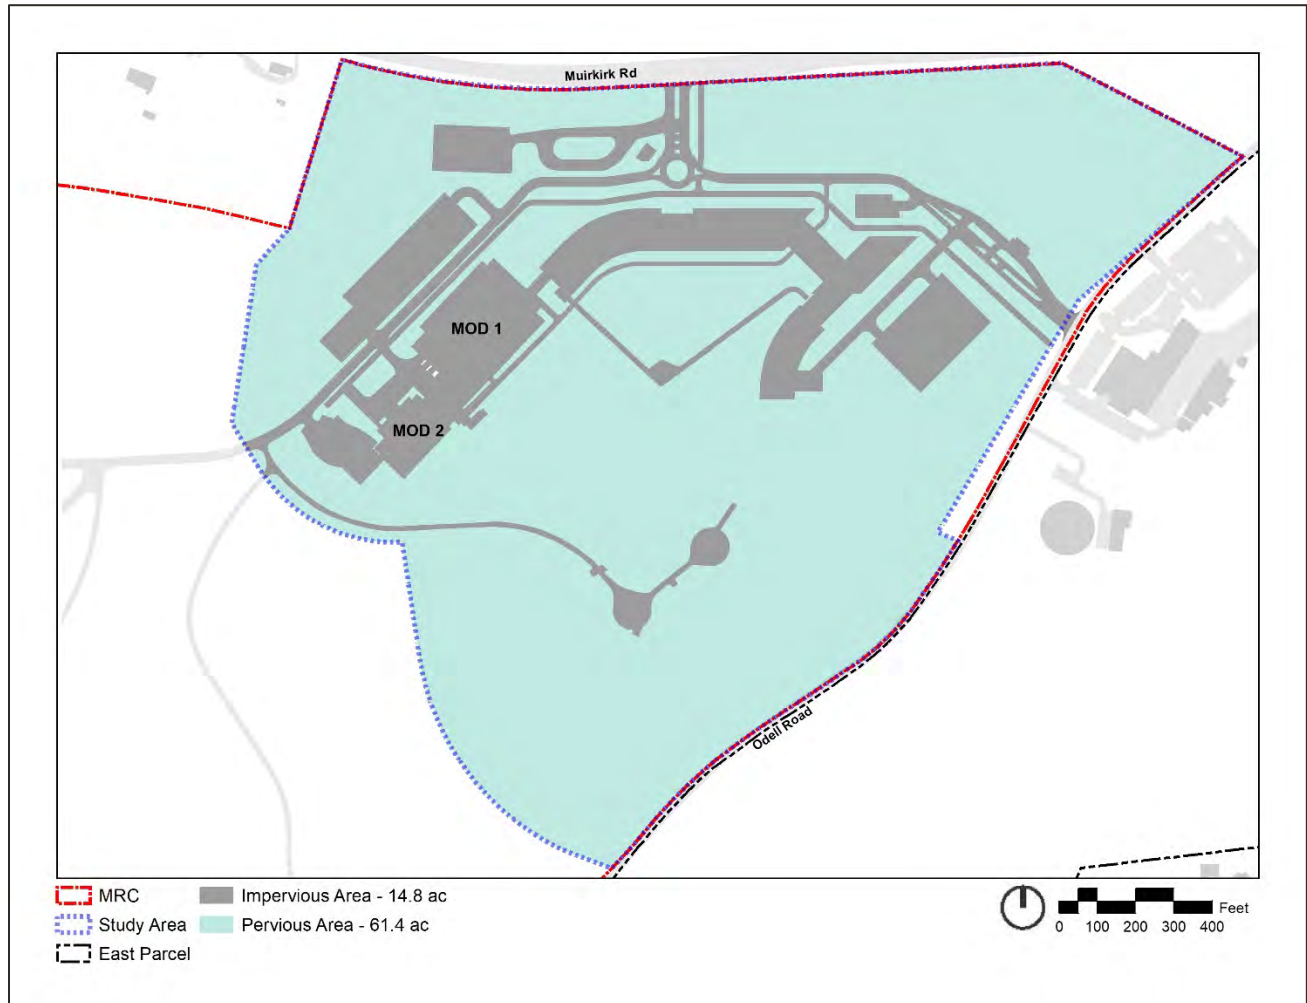 Muirkirk Rd
MOD 1
MOD 2
Odell Road
MRC
Impervious Area - 14.8 ac
Study Area
Pervious Area - 61.4 ac
East Parcel
Feet
0 100 200 300 400